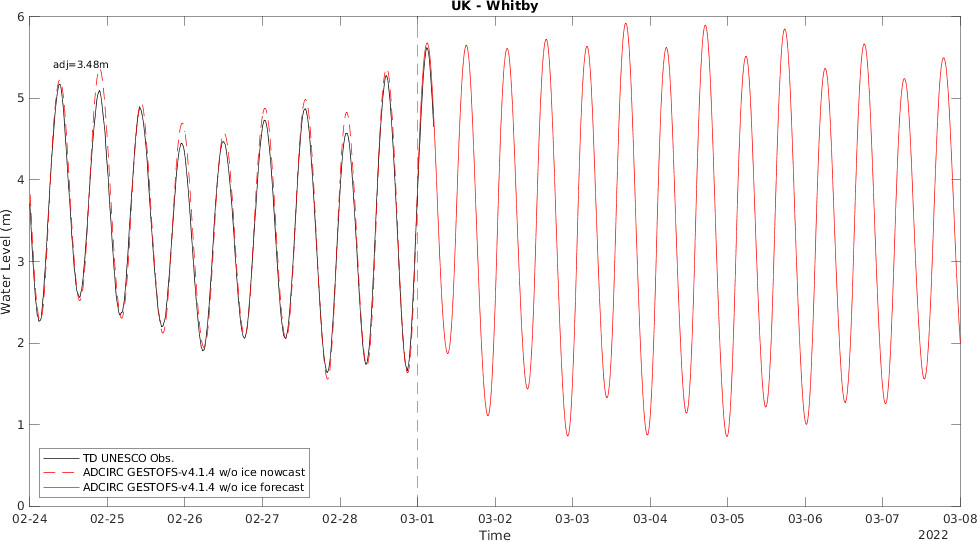 UK - Whitby
adj=3.48m
Water Level (m)
6
5
4
3
2
1
0
TD UNESCO Obs.
ADCIRC GESTOFS-v4.1.4 w/o ice nowcast
ADCIRC GESTOFS-v4.1.4 w/o ice forecast
02-24 02-25 02-26 02-27 02-28 03-01 03-02 03-03 03-04 03-05 03-06 03-07 03-08
Time
2022